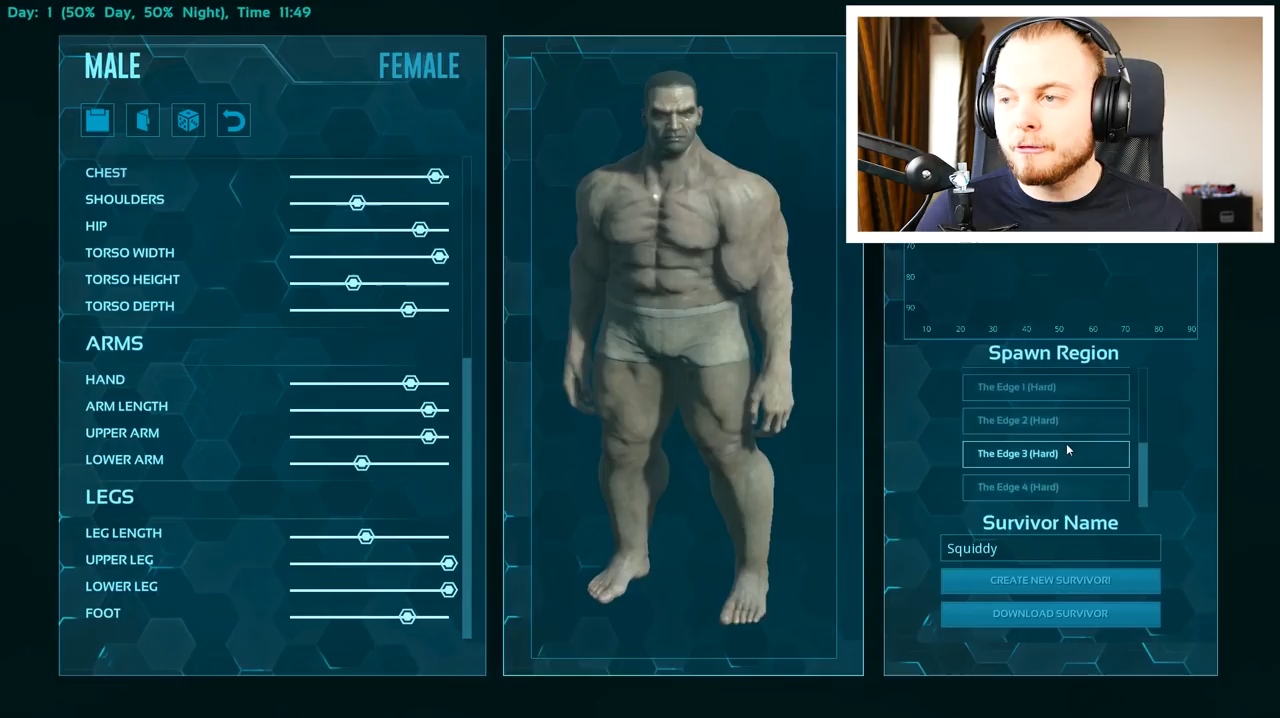 Day: 1 (50% Day, 50% Night), Time 11:49
MALE
FEMALE
CHEST
SHOULDERS
HIP
TORSO WIDTH
TORSO HEIGHT
TORSO DEPTH
ARMS
HAND
ARM LENGTH
UPPER ARM
LOWER ARM
LEGS
LEG LENGTH
UPPER LEG
LOWER LEG
FOOT
70
80
90
10 20 30 40 50 60 70 80 90
Spawn Region
The Edge 1 (Hard)
The Edge 2 (Hard)
The Edge 3 (Hard)
The Edge 4 (Hard)
Survivor Name
Squiddy
CREATE NEW SURVIVOR!
DOWNLOAD SURVIVOR